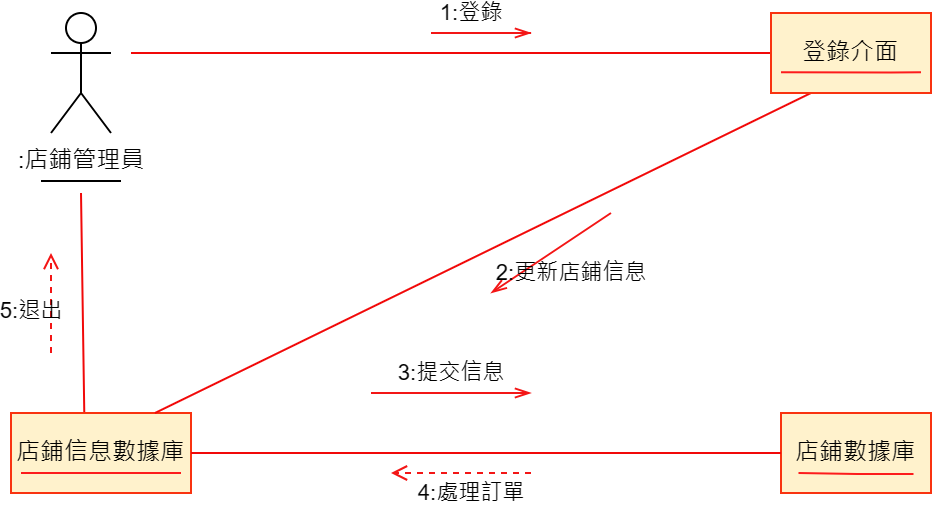 1:登錄
登錄介面
:店鋪管理員
2:更新店鋪信息
5:退出
3:提交信息
店鋪信息數據庫
店鋪數據庫
4:處理訂單